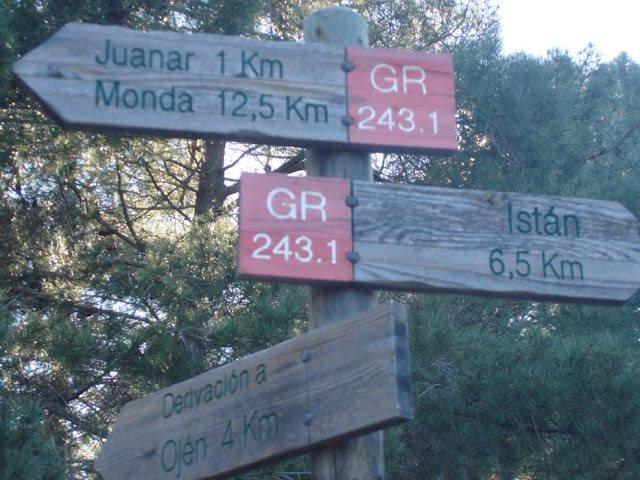 Juanar 1 Km
Monda 12,5 Km
GR
243.1
GR
243.1
Istán
6,5 Km
Derivación a
Ojén 4 Km